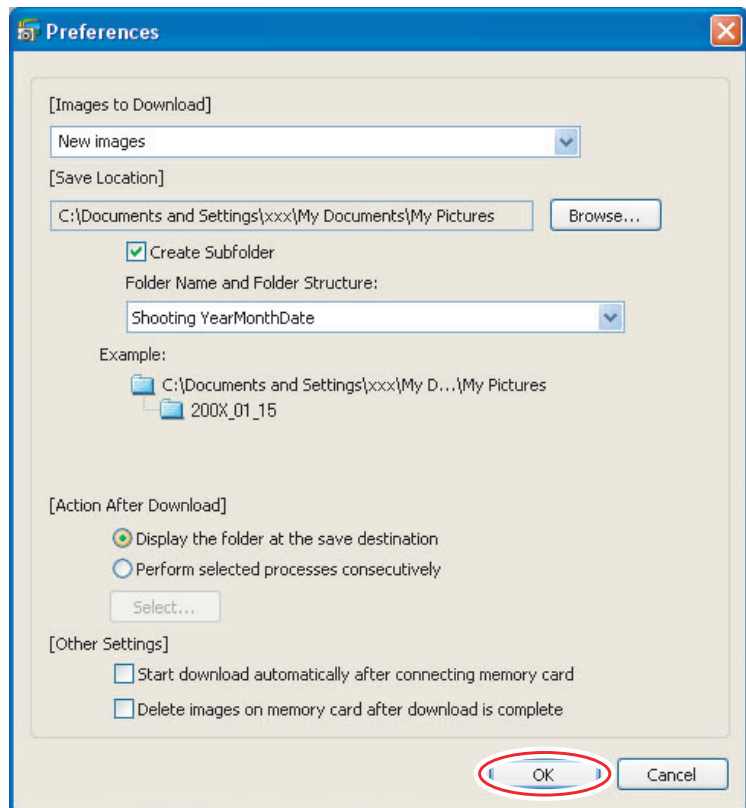 Preferences
[Images to Download]
New images
[Save Location]
C:\Documents and Settings\xxx\My Documents\My Pictures
Browse...
Create Subfolder
Folder Name and Folder Structure:
Shooting YearMonthDate
Example:
C:\Documents and Settings\xxx\My D...\My Pictures
200X_01_15
[Action After Download]
Display the folder at the save destination
Perform selected processes consecutively
Select...
[Other Settings]
Start download automatically after connecting memory card
Delete images on memory card after download is complete
OK
Cancel